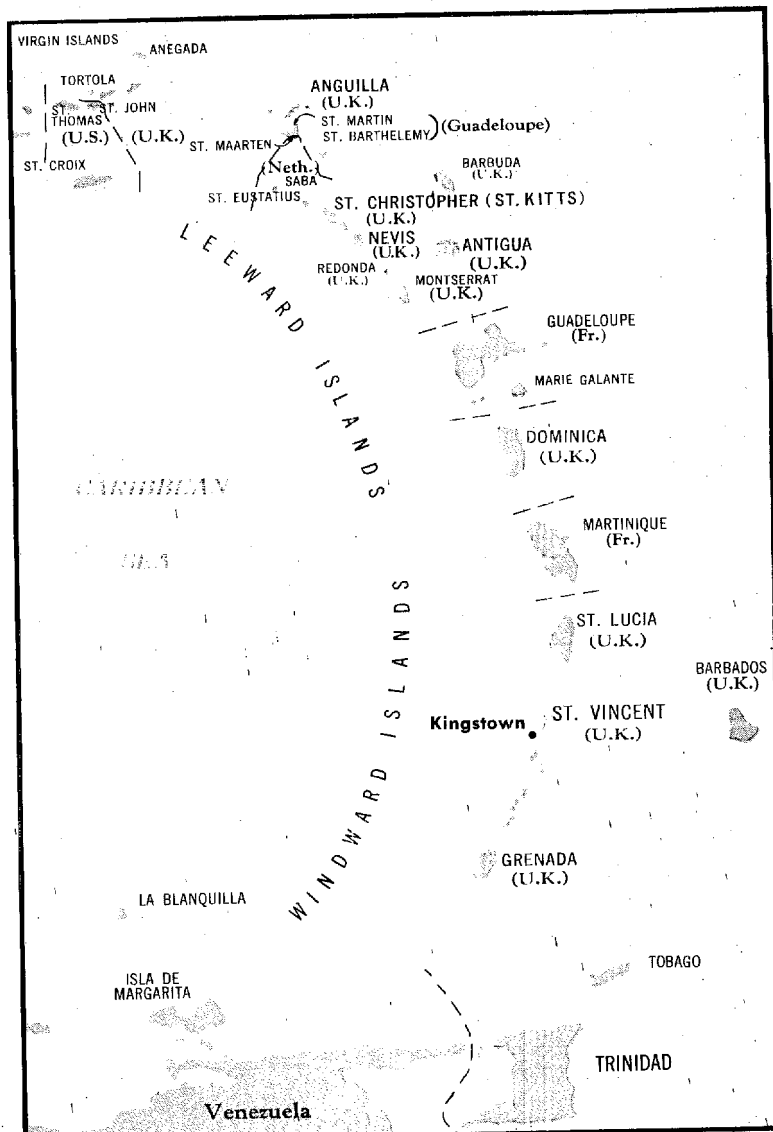 VIRGIN ISLANDS
ANEGADA
TORTOLA
ST. THOMAS
ST. JOHN
(U.S.)
(U.K.)
ST. CROIX
ANGUILLA
(U.K.)
ST. MARTIN
ST. BARTHELEMY
(Guadeloupe)
ST. MAARTEN
(Neth.)
SABA
ST. EUSTATIUS
BARBUDA
(U.K.)
ST. CHRISTOPHER (ST. KITTS)
(U.K.)
NEVIS
(U.K.)
ANTIGUA
(U.K.)
REDONDA
(U.K.)
MONTSERRAT
(U.K.)
LEEWARD ISLANDS
GUADELOUPE
(Fr.)
MARIE GALANTE
DOMINICA
(U.K.)
CARIBBEAN
SEA
MARTINIQUE
(Fr.)
WINDWARD ISLANDS
ST. LUCIA
(U.K.)
BARBADOS
(U.K.)
Kingstown
ST. VINCENT
(U.K.)
GRENADA
(U.K.)
LA BLANQUILLA
ISLA DE
MARGARITA
TOBAGO
TRINIDAD
Venezuela